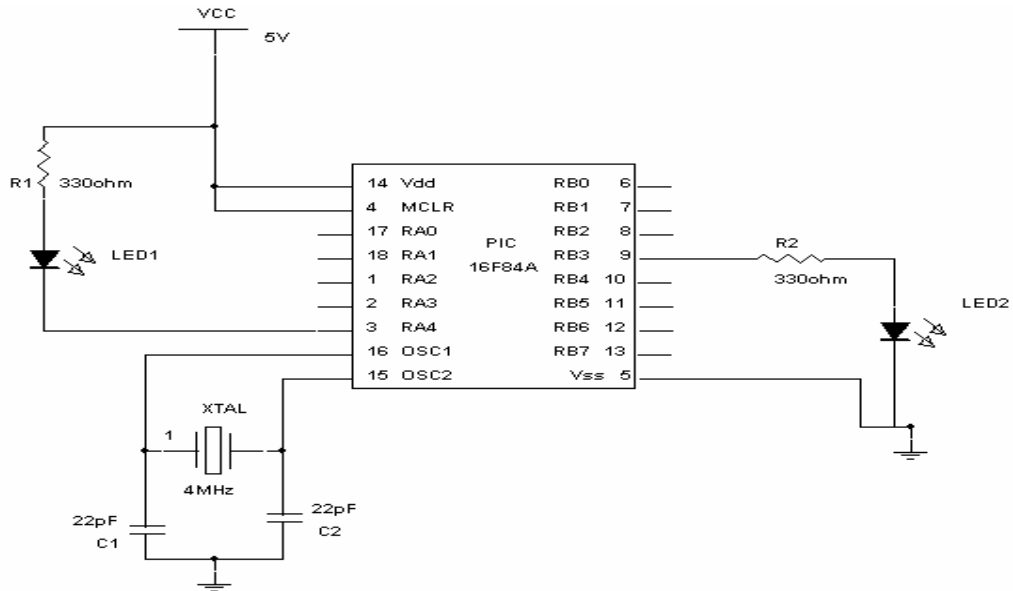 VCC
5V
R1 330ohm
LED1
14 Vdd
4 MCLR
17 RA0
18 RA1
1 RA2
2 RA3
3 RA4
16 OSC1
15 OSC2
PIC
16F84A
RB0 6
RB1 7
RB2 8
RB3 9
RB4 10
RB5 11
RB6 12
RB7 13
Vss 5
R2
330ohm
LED2
XTAL
1
4MHz
22pF
C1
22pF
C2